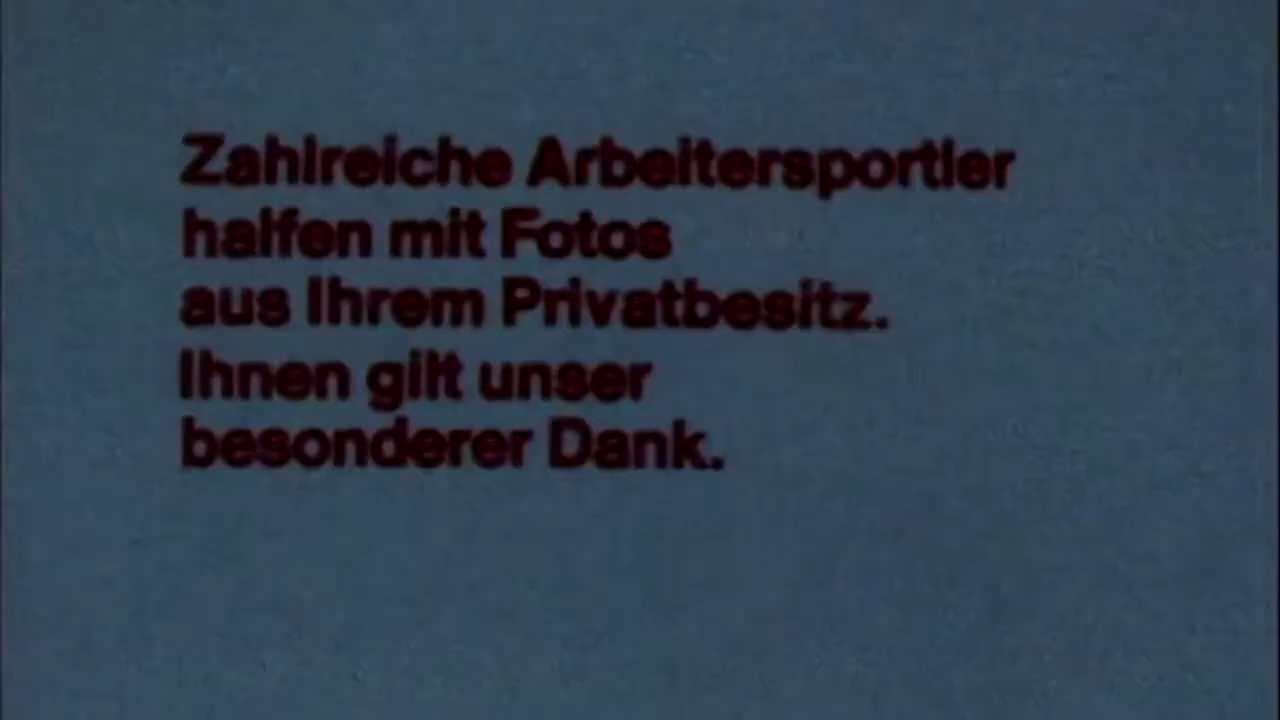 Zahlreiche Arbeitersportler
halfen mit Fotos
aus Ihrem Privatbesitz.
Ihnen gilt unser
besonderer Dank.